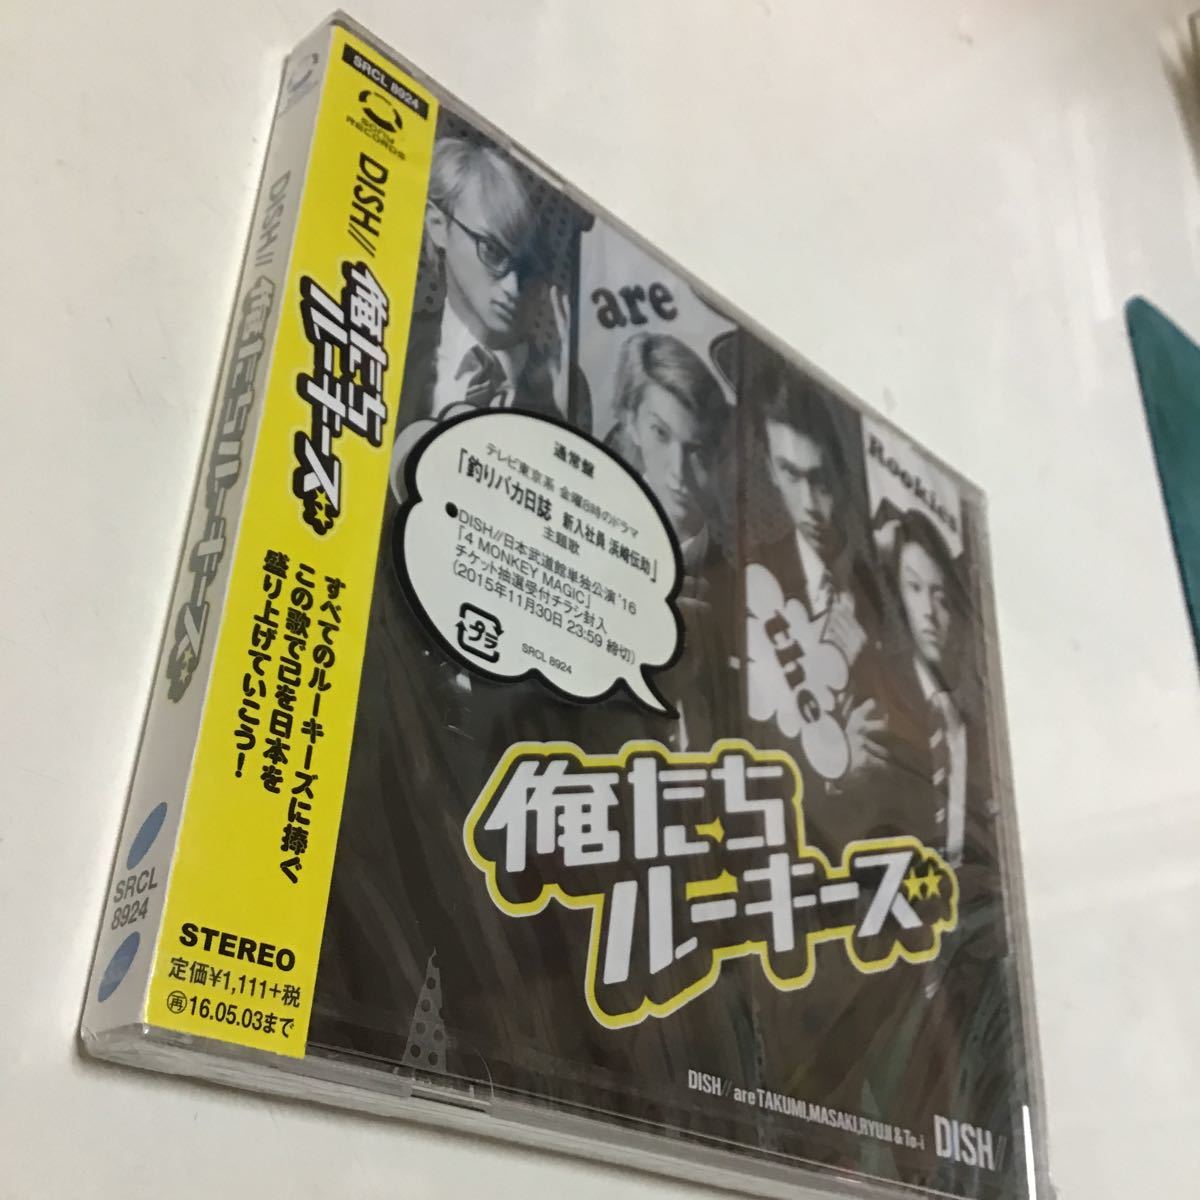 DISH// 俺たちルーキーズ
SRCL
8924
SRCL 8924
Sony
RECORDS
DISH//
俺たち
ルーキーズ
すべてのルーキーズに捧ぐ
この歌で己を日本を
盛り上げていこう！
STEREO
定価¥1,111+税
再16.05.03まで
are
Rookies
the
通常盤
テレビ東京系 金曜8時のドラマ
「釣りバカ日誌 新入社員 浜崎伝助」
主題歌
●DISH//日本武道館単独公演'16
「4 MONKEY MAGIC」
チケット抽選受付チラシ封入
(2015年11月30日 23:59 締切)
プラ
SRCL 8924
俺たち
ルーキーズ
DISH// are TAKUMI,MASAKI,RYUJI & To-i
DISH//